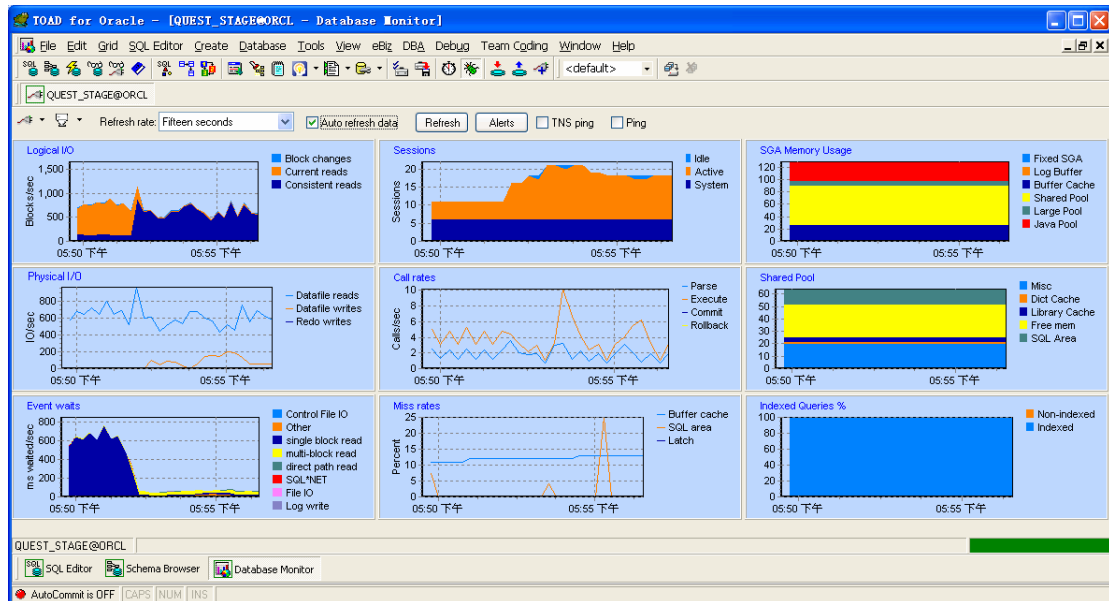 TOAD for Oracle - [QUEST_STAGE@ORCL - Database Monitor]
File Edit Grid SQL Editor Create Database Tools View eBiz DBA Debug Team Coding Window Help
<default>
QUEST_STAGE@ORCL
Refresh rate: Fifteen seconds Auto refresh data Refresh Alerts TNS ping Ping
Logical I/O
Blocks/sec
1,500
1,000
500
0
05:50 下午 05:55 下午
Block changes
Current reads
Consistent reads
Sessions
Sessions
20
15
10
5
0
05:50 下午 05:55 下午
Idle
Active
System
SGA Memory Usage
120
100
80
60
40
20
0
05:50 下午 05:55 下午
Fixed SGA
Log Buffer
Buffer Cache
Shared Pool
Large Pool
Java Pool
Physical I/O
IO/sec
800
600
400
200
0
05:50 下午 05:55 下午
Datafile reads
Datafile writes
Redo writes
Call rates
Calls/sec
10
8
6
4
2
0
05:50 下午 05:55 下午
Parse
Execute
Commit
Rollback
Shared Pool
60
50
40
30
20
10
0
05:50 下午 05:55 下午
Misc
Dict Cache
Library Cache
Free mem
SQL Area
Event waits
ms waited/sec
800
600
400
200
0
05:50 下午 05:55 下午
Control File IO
Other
single block read
multi-block read
direct path read
SQL*NET
File IO
Log write
Miss rates
Percent
25
20
15
10
5
0
05:50 下午 05:55 下午
Buffer cache
SQL area
Latch
Indexed Queries %
100
80
60
40
20
0
05:50 下午 05:55 下午
Non-indexed
Indexed
QUEST_STAGE@ORCL
SQL Editor Schema Browser Database Monitor
AutoCommit is OFF CAPS NUM INS